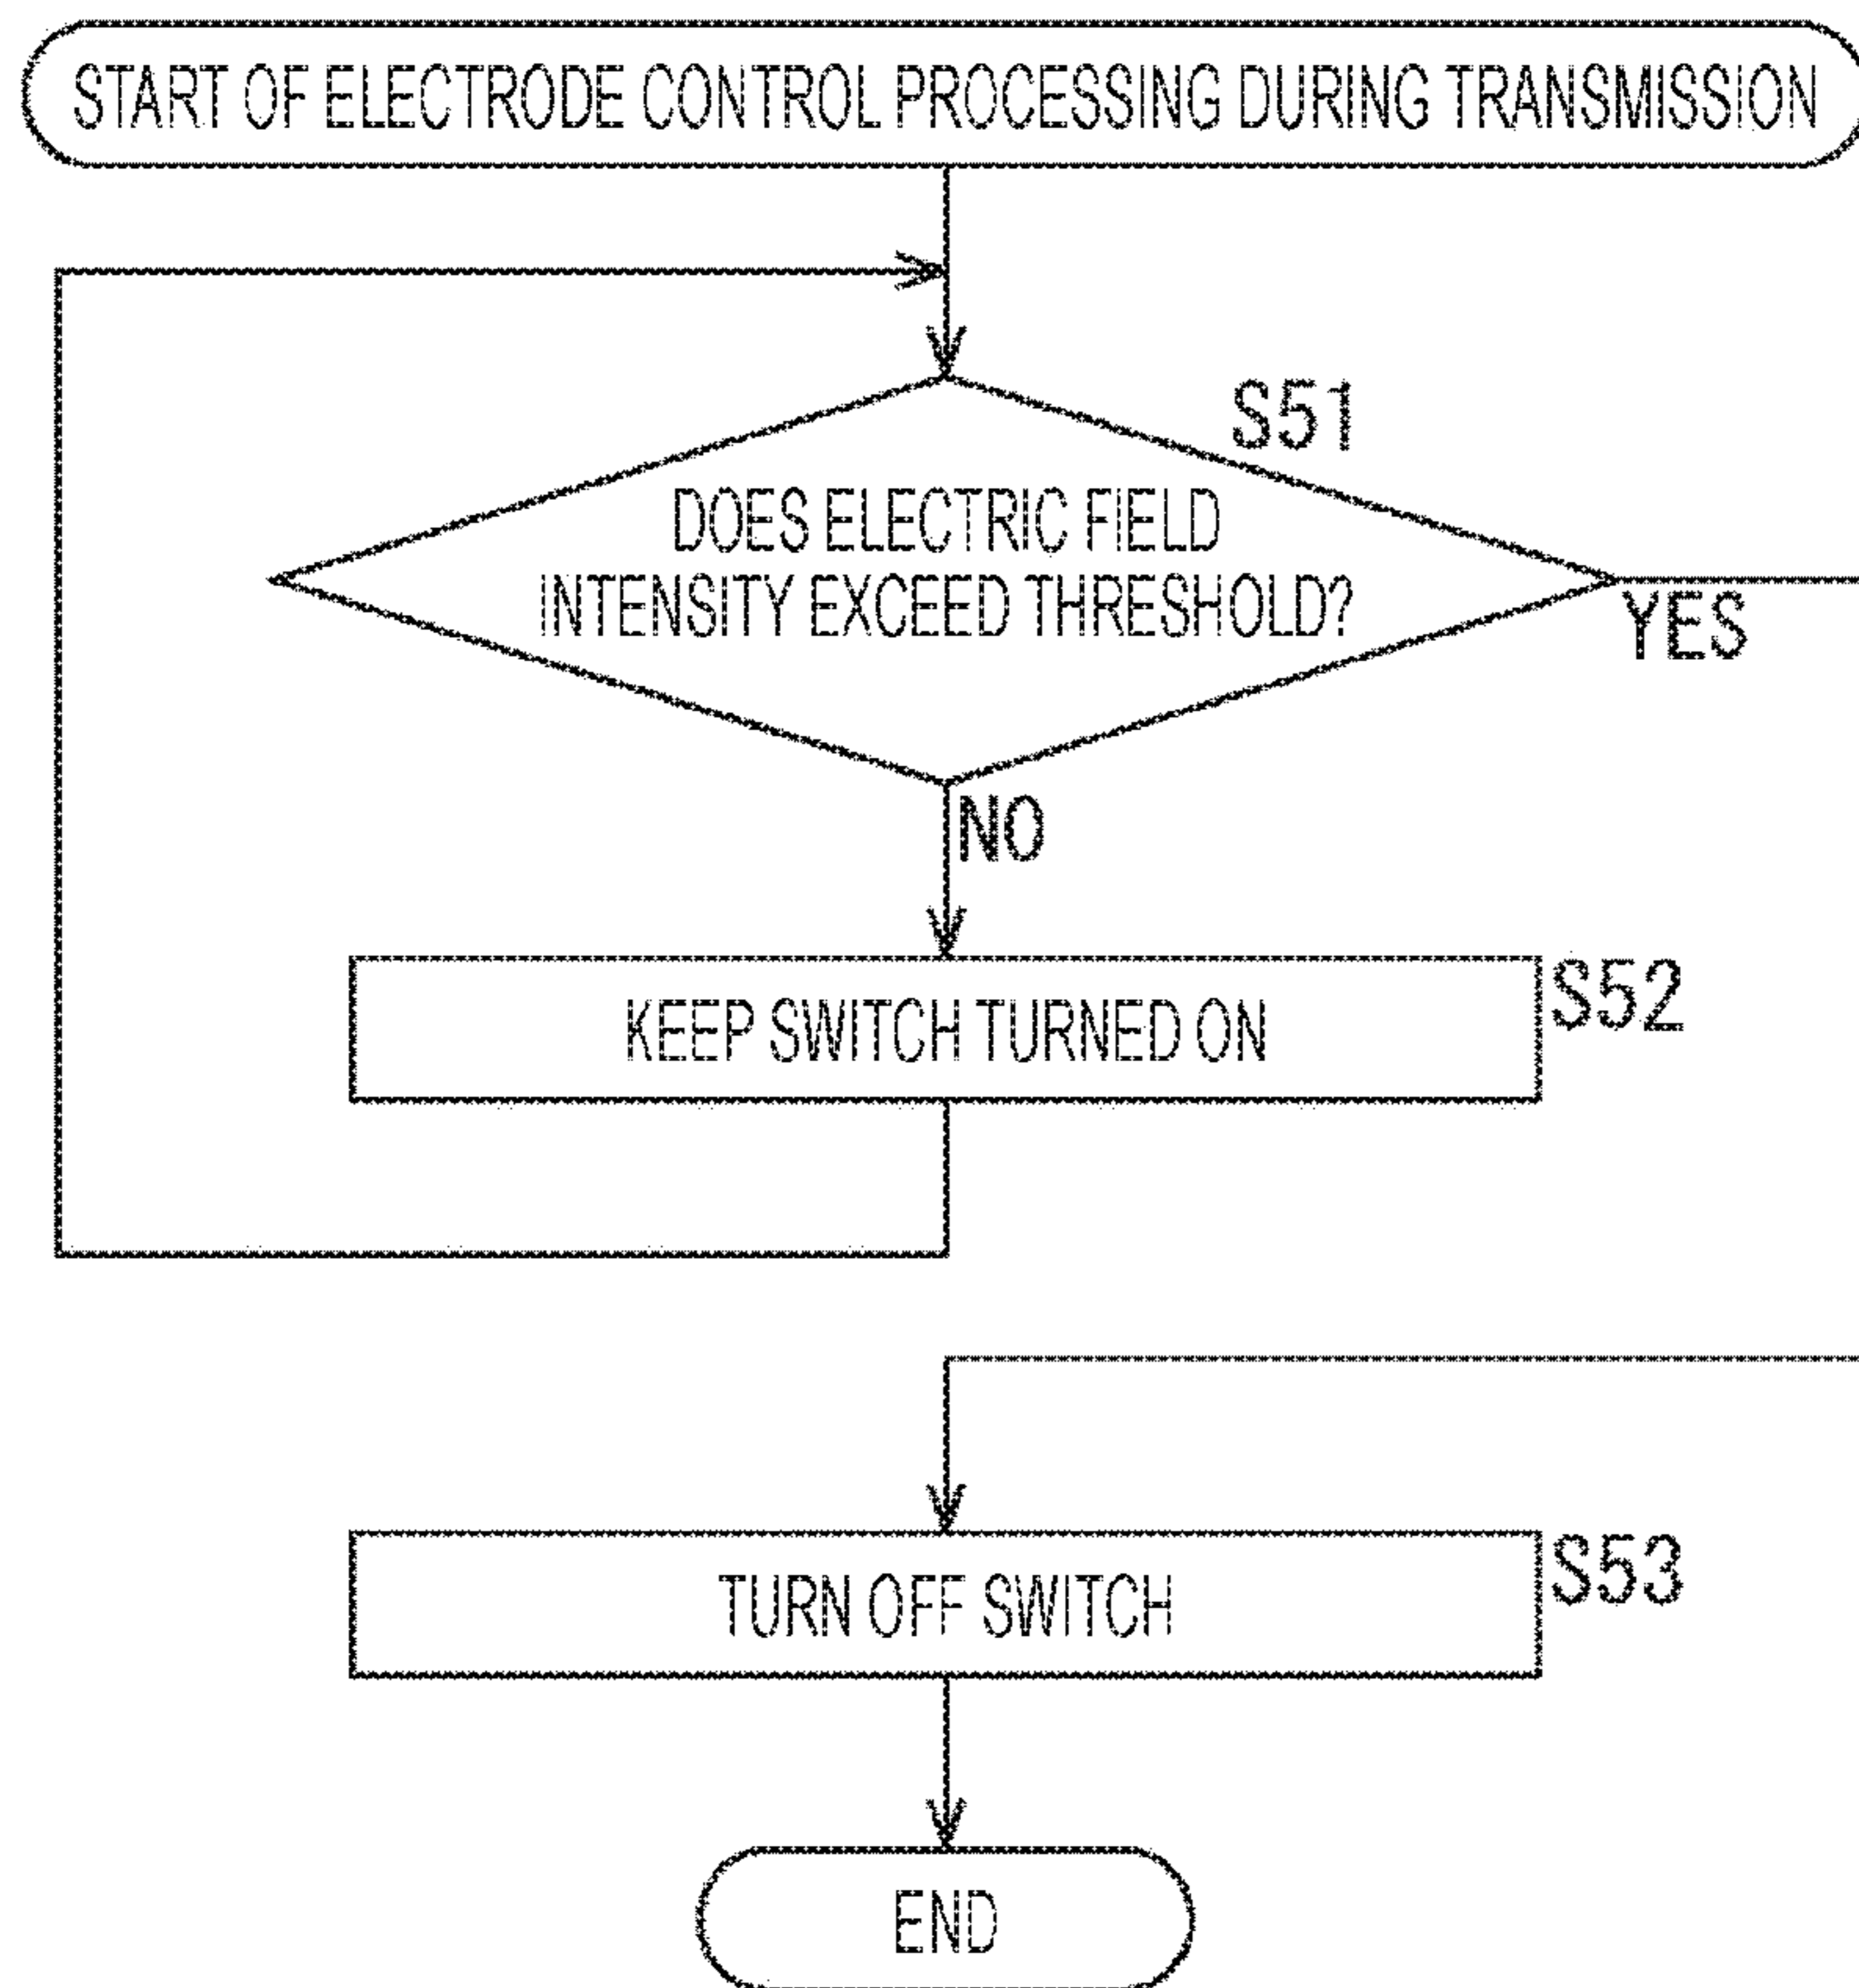 START OF ELECTRODE CONTROL PROCESSING DURING TRANSMISSION
S51
DOES ELECTRIC FIELD
INTENSITY EXCEED THRESHOLD?
YES
NO
KEEP SWITCH TURNED ON
S52
TURN OFF SWITCH
S53
END